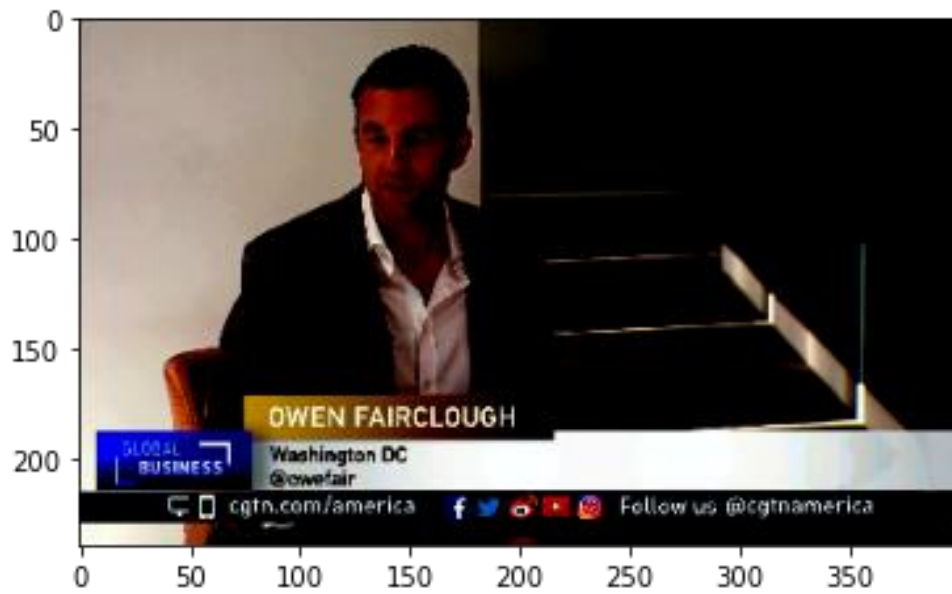 0
50
100
150
200
OWEN FAIRCLOUGH
GLOBAL
BUSINESS
Washington DC
@owefair
cgtn.com/america
Follow us @cgtnamerica
0 50 100 150 200 250 300 350